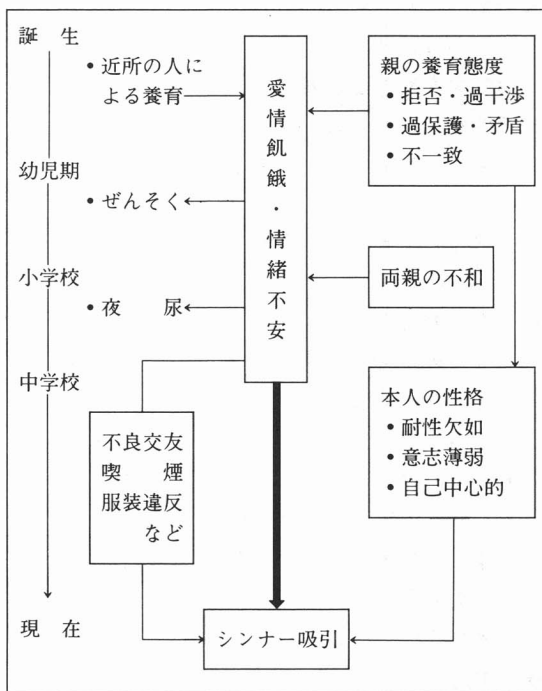 誕　生
幼児期
小学校
中学校
現　在
• 近所の人に
よる養育
• ぜんそく
• 夜　尿
愛情飢餓・情緒不安
親の養育態度
• 拒否・過干渉
• 過保護・矛盾
• 不一致
両親の不和
本人の性格
• 耐性欠如
• 意志薄弱
• 自己中心的
不良交友
喫　煙
服装違反
など
シンナー吸引